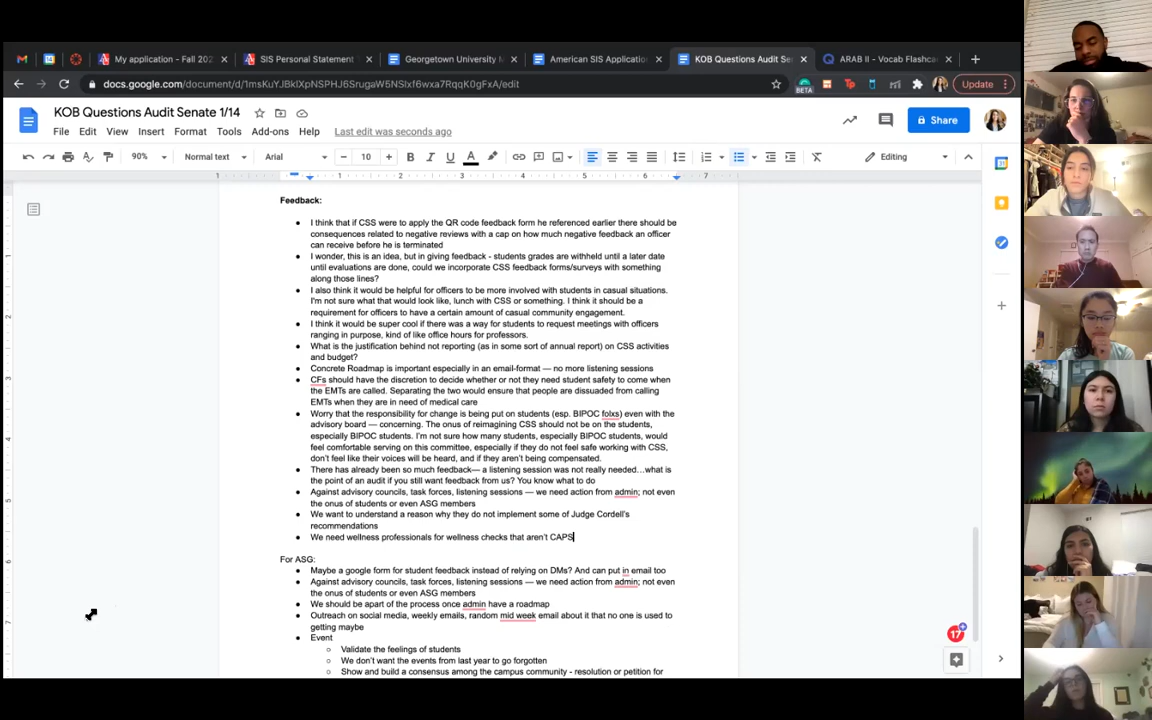 My application - Fall 202
SIS Personal Statement
Georgetown University M
American SIS Application
KOB Questions Audit Se
ARAB II - Vocab Flashca
docs.google.com/document/d/1msKuYJBkIXpNSPHJ6SrugaW5NSIxf6wxa7RqqK0gFxA/edit
BETA
Update
KOB Questions Audit Senate 1/14
File Edit View Insert Format Tools Add-ons Help Last edit was seconds ago
Share
90% Normal text Arial 10 B I U A Editing
1 1 2 3 4 5 6 7
Feedback:
I think that if CSS were to apply the QR code feedback form he referenced earlier there should be
consequences related to negative reviews with a cap on how much negative feedback an officer
can receive before he is terminated
I wonder, this is an idea, but in giving feedback - students grades are withheld until a later date
until evaluations are done, could we incorporate CSS feedback forms/surveys with something
along those lines?
I also think it would be helpful for officers to be more involved with students in casual situations.
I'm not sure what that would look like, lunch with CSS or something. I think it should be a
requirement for officers to have a certain amount of casual community engagement.
I think it would be super cool if there was a way for students to request meetings with officers
ranging in purpose, kind of like office hours for professors.
What is the justification behind not reporting (as in some sort of annual report) on CSS activities
and budget?
Concrete Roadmap is important especially in an email-format — no more listening sessions
CFs should have the discretion to decide whether or not they need student safety to come when
the EMTs are called. Separating the two would ensure that people are dissuaded from calling
EMTs when they are in need of medical care
Worry that the responsibility for change is being put on students (esp. BIPOC folxs) even with the
advisory board — concerning. The onus of reimagining CSS should not be on the students,
especially BIPOC students. I'm not sure how many students, especially BIPOC students, would
feel comfortable serving on this committee, especially if they do not feel safe working with CSS,
don't feel like their voices will be heard, and if they aren't being compensated.
There has already been so much feedback— a listening session was not really needed…what is
the point of an audit if you still want feedback from us? You know what to do
Against advisory councils, task forces, listening sessions — we need action from admin; not even
the onus of students or even ASG members
We want to understand a reason why they do not implement some of Judge Cordell's
recommendations
We need wellness professionals for wellness checks that aren't CAPS
For ASG:
Maybe a google form for student feedback instead of relying on DMs? And can put in email too
Against advisory councils, task forces, listening sessions — we need action from admin; not even
the onus of students or even ASG members
We should be apart of the process once admin have a roadmap
Outreach on social media, weekly emails, random mid week email about it that no one is used to
getting maybe
Event
Validate the feelings of students
We don't want the events from last year to go forgotten
Show and build a consensus among the campus community - resolution or petition for
17